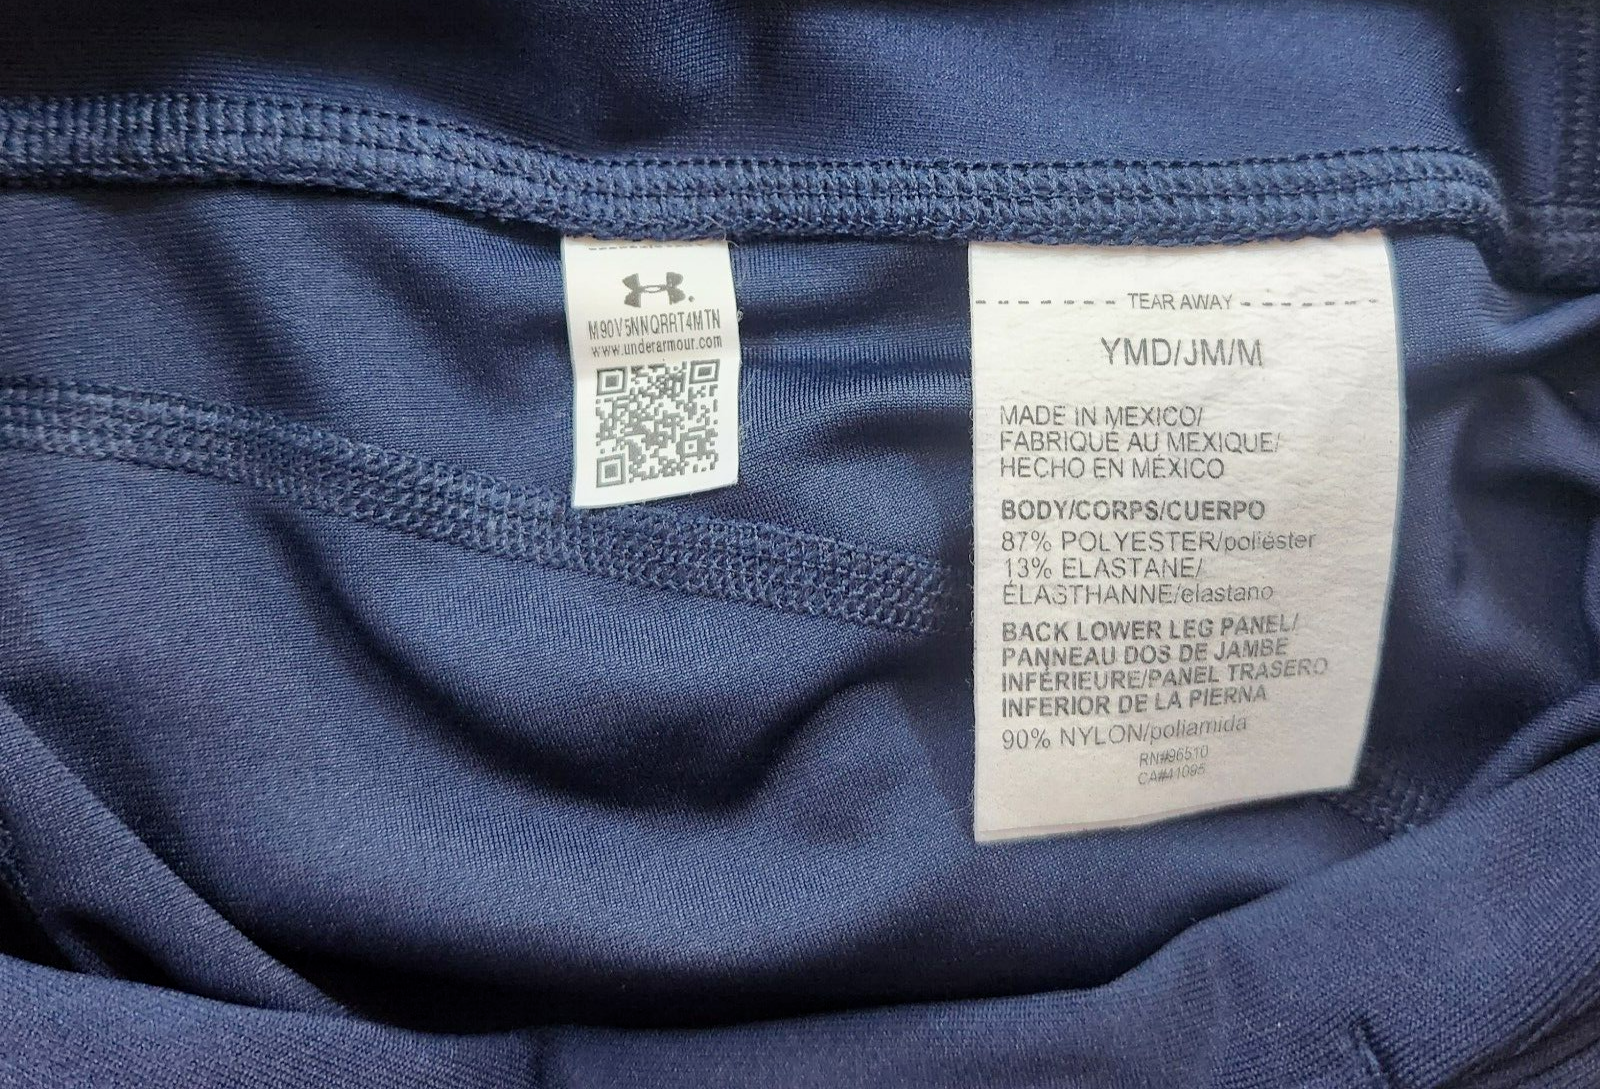 M90V5NNQRRT4MTN
www.underarmour.com
TEAR AWAY
YMD/JM/M
MADE IN MEXICO/
FABRIQUÉ AU MEXIQUE/
HECHO EN MÉXICO
BODY/CORPS/CUERPO
87% POLYESTER/poliéster
13% ELASTANE/
ÉLASTHANNE/elastano
BACK LOWER LEG PANEL/
PANNEAU DOS DE JAMBE
INFÉRIEURE/PANEL TRASERO
INFERIOR DE LA PIERNA
90% NYLON/poliamida
RN#96510
CA#41095